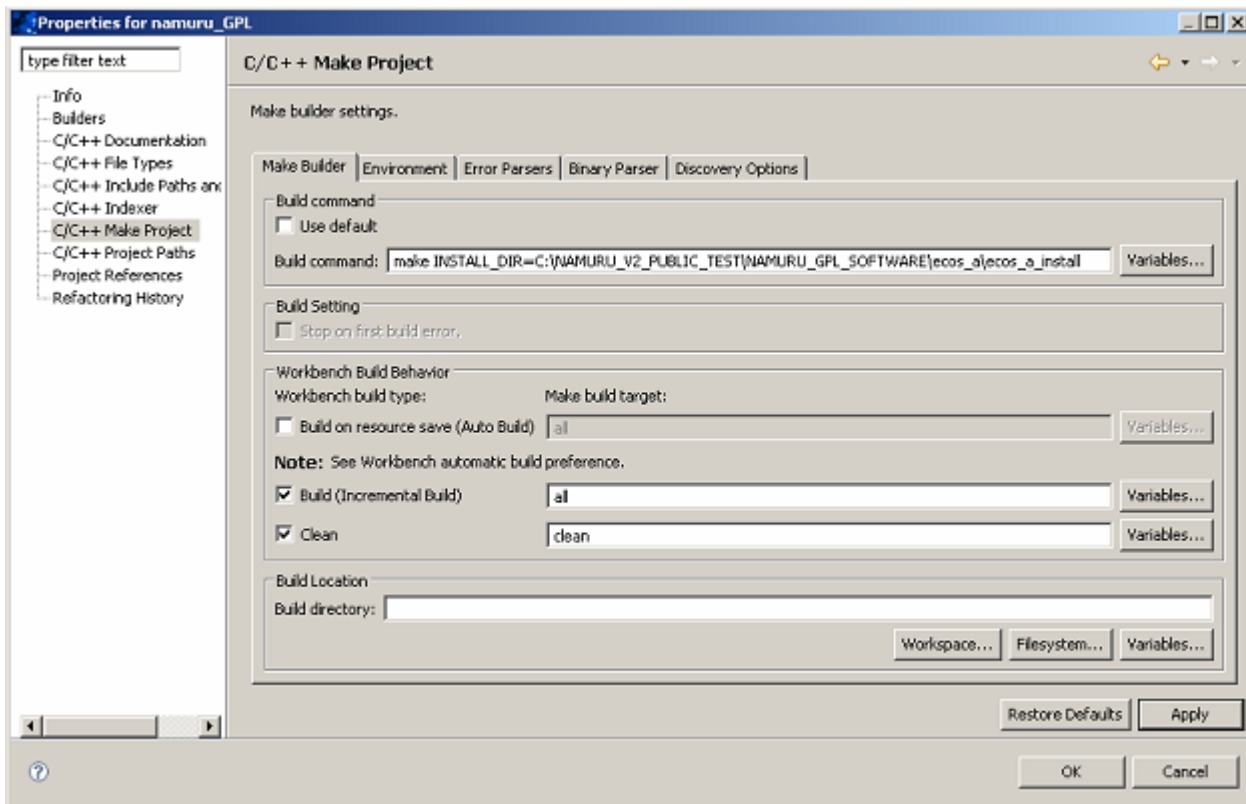 Properties for namuru_GPL
type filter text
Info
Builders
C/C++ Documentation
C/C++ File Types
C/C++ Include Paths and
C/C++ Indexer
C/C++ Make Project
C/C++ Project Paths
Project References
Refactoring History
C/C++ Make Project
Make builder settings.
Make Builder Environment Error Parsers Binary Parser Discovery Options
Build command
Use default
Build command: make INSTALL_DIR=C:\NAMURU_V2_PUBLIC_TEST\NAMURU_GPL_SOFTWARE\ecos_a\ecos_a_install Variables...
Build Setting
Stop on first build error.
Workbench Build Behavior
Workbench build type: Make build target:
Build on resource save (Auto Build) all Variables...
Note: See Workbench automatic build preference.
Build (Incremental Build) all Variables...
Clean clean Variables...
Build Location
Build directory:
Workspace... Filesystem... Variables...
Restore Defaults Apply
OK Cancel